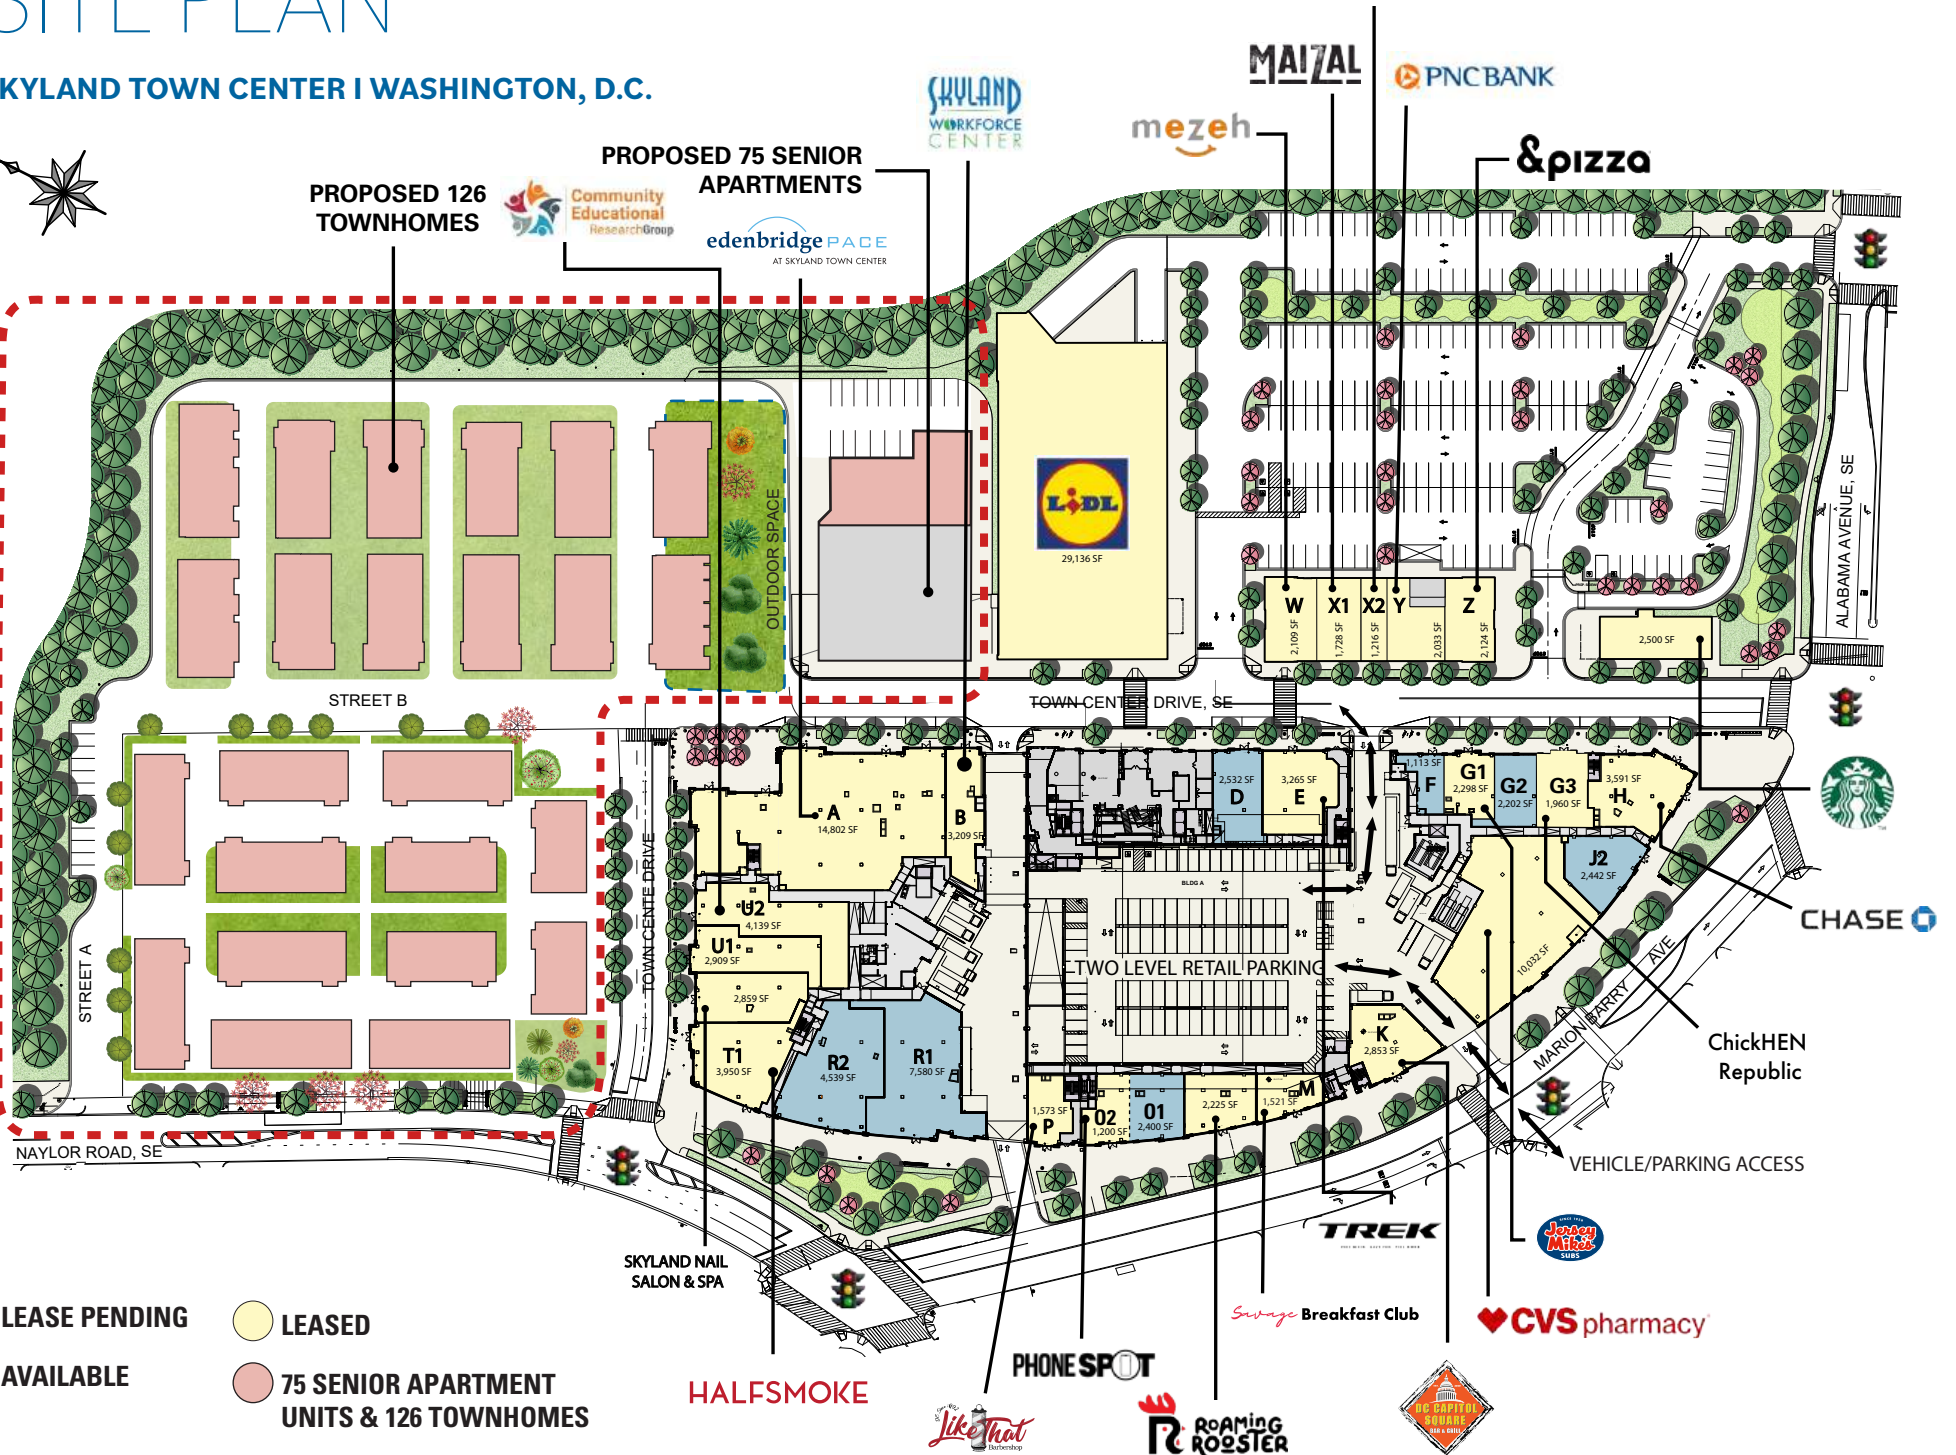 SITE PLAN
KYLAND TOWN CENTER I WASHINGTON, D.C.
MAIZAL
PNC BANK
SKYLAND
WORKFORCE
CENTER
mezeh
&pizza
PROPOSED 75 SENIOR
APARTMENTS
PROPOSED 126
TOWNHOMES
Community
Educational
ResearchGroup
edenbridge PACE
AT SKYLAND TOWN CENTER
OUTDOOR SPACE
LIDL
29,136 SF
ALABAMA AVENUE, SE
W
2,109 SF
X1
1,728 SF
X2
1,216 SF
Y
2,033 SF
Z
2,124 SF
2,500 SF
STREET B
TOWN CENTER DRIVE, SE
A
14,802 SF
B
3,209 SF
2,532 SF
D
3,265 SF
E
1,113 SF
F
G1
2,298 SF
G2
2,202 SF
G3
1,960 SF
3,591 SF
H
J2
2,442 SF
10,032 SF
BLDG A
TWO LEVEL RETAIL PARKING
U2
4,139 SF
U1
2,909 SF
2,859 SF
T1
3,950 SF
R2
4,539 SF
R1
7,580 SF
K
2,853 SF
1,573 SF
P
O2
1,200 SF
O1
2,400 SF
2,225 SF
1,521 SF
M
STREET A
TOWN CENTE DRIVE
CHASE
MARION BARRY AVE
ChickHEN
Republic
NAYLOR ROAD, SE
VEHICLE/PARKING ACCESS
TREK
Jersey
Mike's
SUBS
SKYLAND NAIL
SALON & SPA
Savage Breakfast Club
CVS pharmacy
LEASE PENDING
LEASED
AVAILABLE
75 SENIOR APARTMENT
UNITS & 126 TOWNHOMES
HALFSMOKE
PHONE SPOT
Like That
Barbershop
ROAMING
ROOSTER
DC CAPITOL
SQUARE
BAR & GRILL